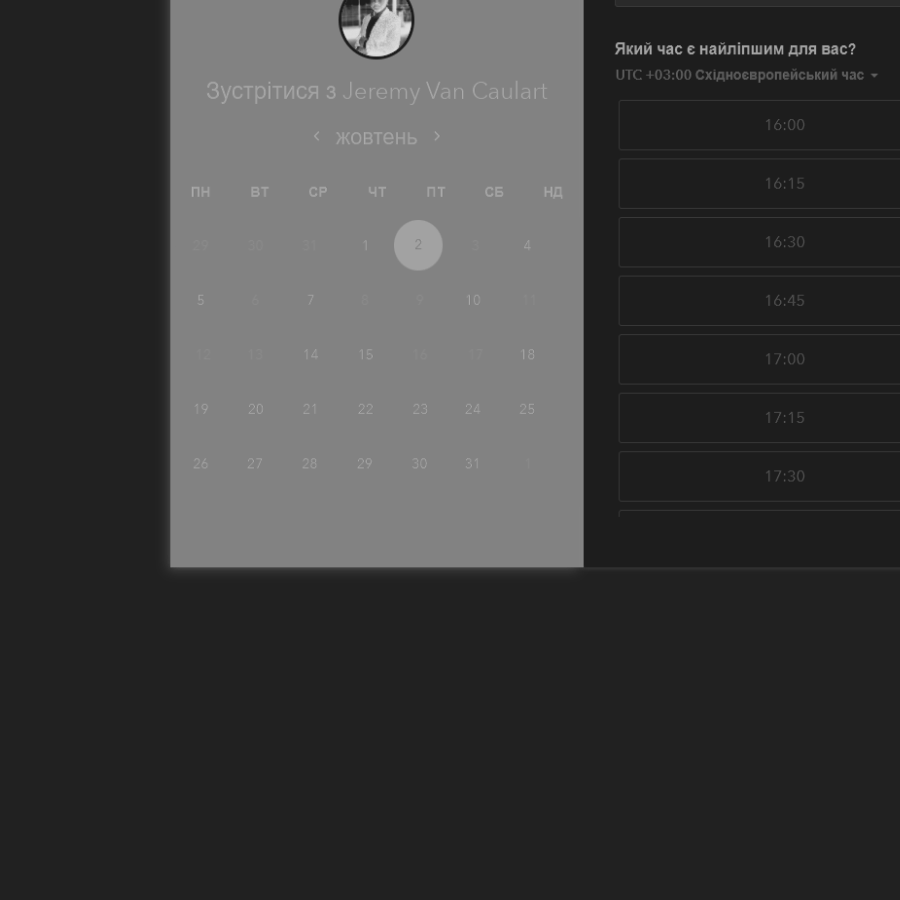 Зустрітися з Jeremy Van Caulart
‹ жовтень ›
ПН ВТ СР ЧТ ПТ СБ НД
29 30 31 1 2 3 4
5 6 7 8 9 10 11
12 13 14 15 16 17 18
19 20 21 22 23 24 25
26 27 28 29 30 31 1
Який час є найліпшим для вас?
UTC +03:00 Східноєвропейський час
16:00
16:15
16:30
16:45
17:00
17:15
17:30